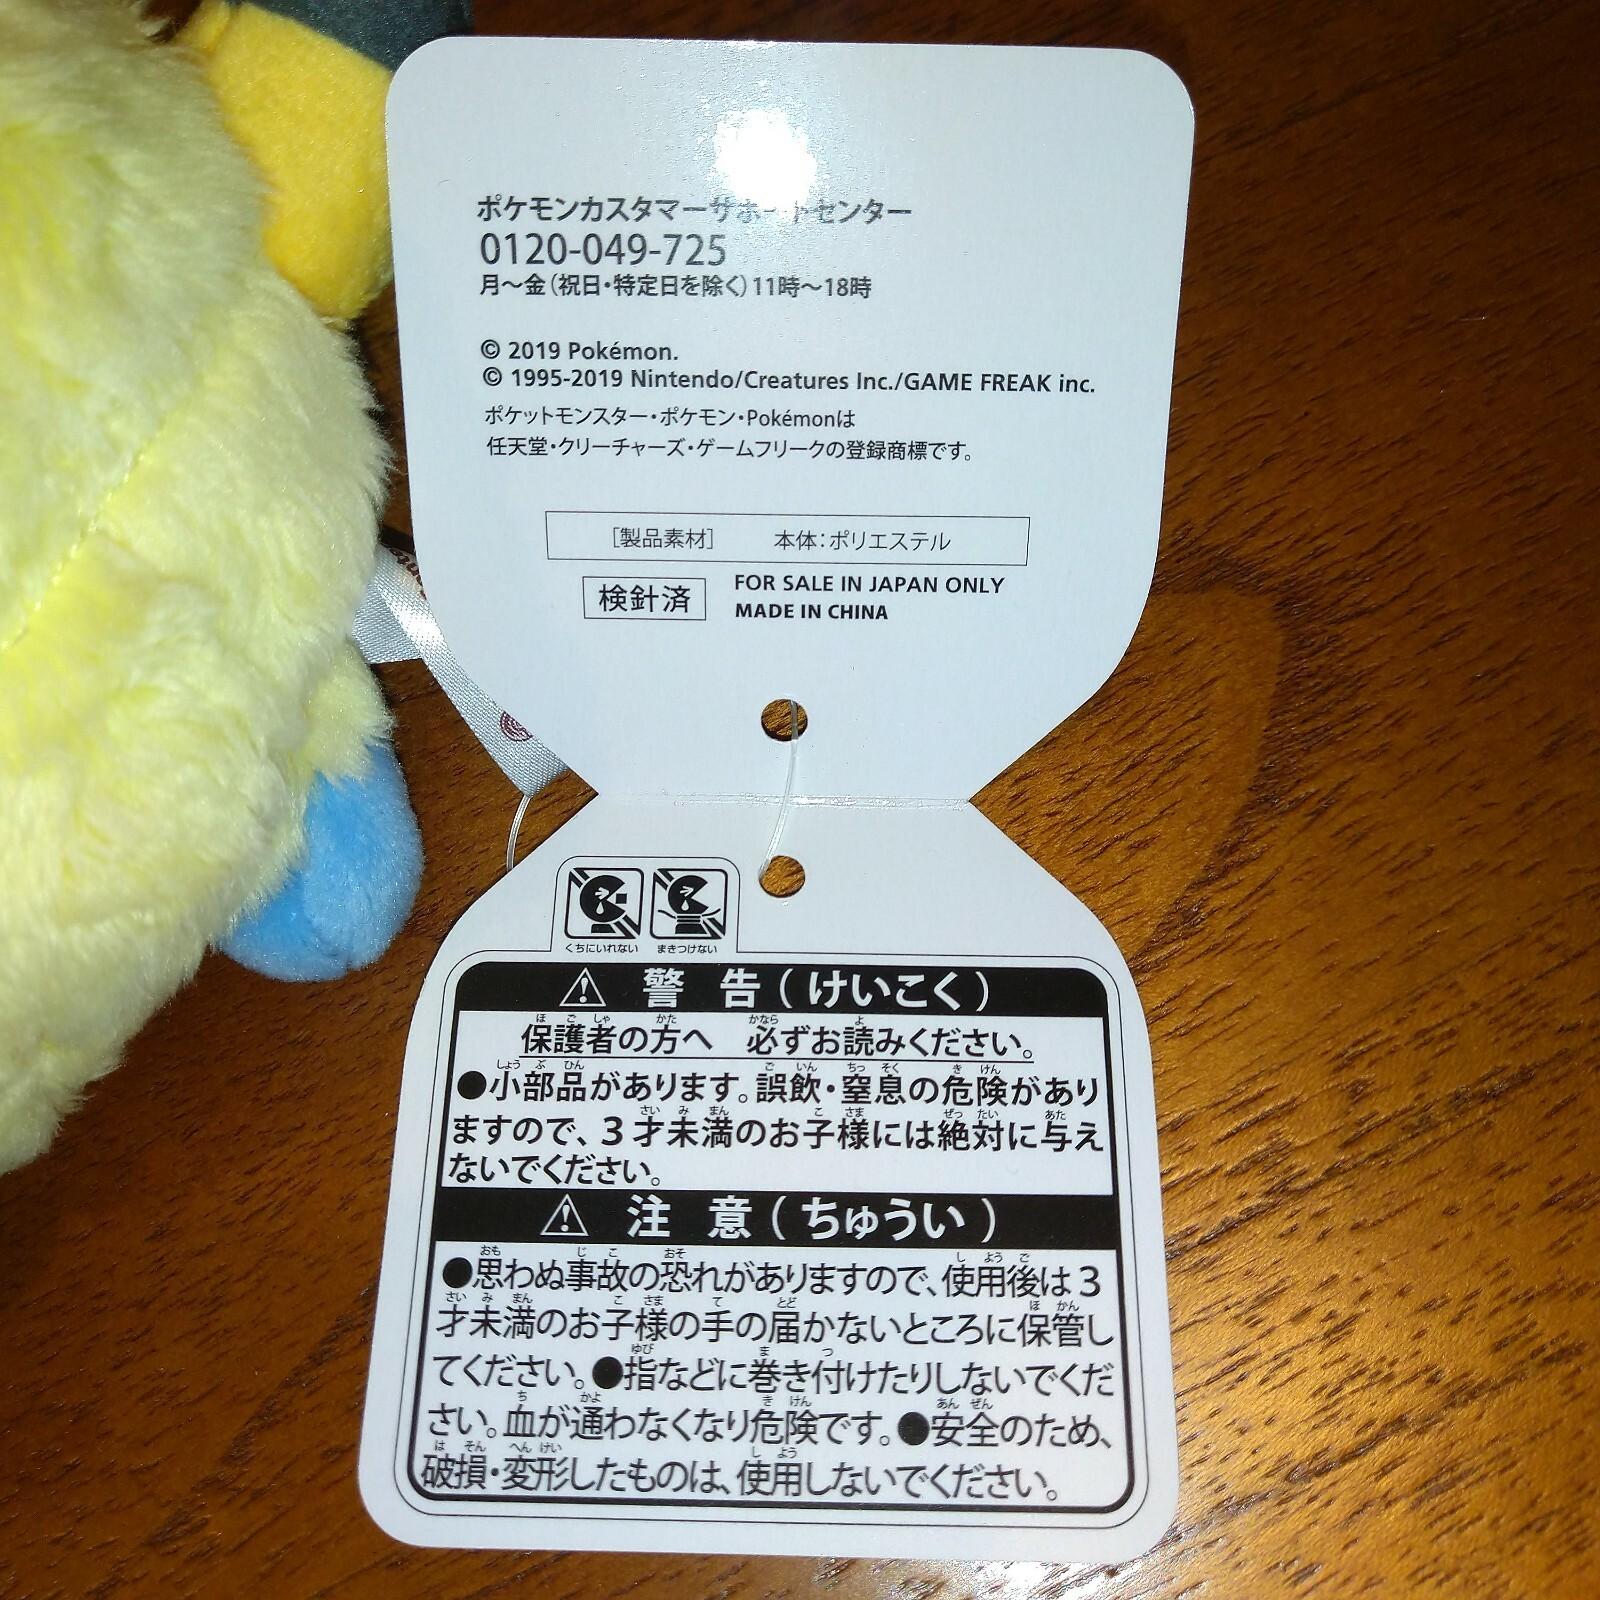 ポケモンカスタマーサポートセンター
0120-049-725
月～金(祝日・特定日を除く)11時～18時
© 2019 Pokémon.
© 1995-2019 Nintendo/Creatures Inc./GAME FREAK inc.
ポケットモンスター・ポケモン・Pokémonは
任天堂・クリーチャーズ・ゲームフリークの登録商標です。
[製品素材] 本体:ポリエステル
検針済
FOR SALE IN JAPAN ONLY
MADE IN CHINA
くちにいれない まきつけない
⚠ 警告(けいこく)
保護者の方へ 必ずお読みください。
●小部品があります。誤飲・窒息の危険があり
ますので、3才未満のお子様には絶対に与え
ないでください。
⚠ 注意(ちゅうい)
●思わぬ事故の恐れがありますので、使用後は3
才未満のお子様の手の届かないところに保管し
てください。●指などに巻き付けたりしないでくだ
さい。血が通わなくなり危険です。●安全のため、
破損・変形したものは、使用しないでください。